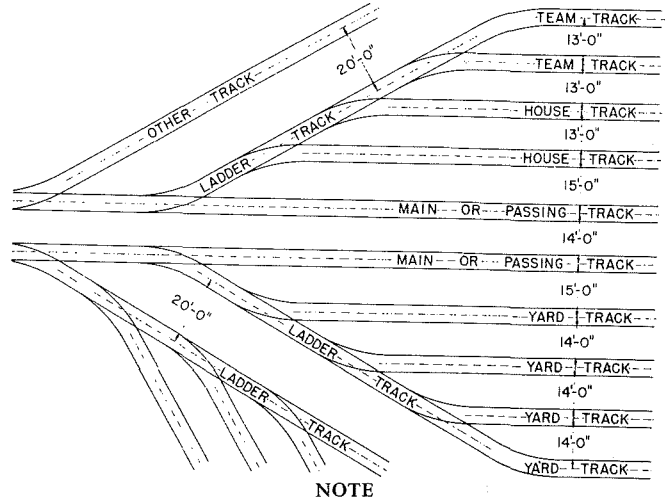 TEAM TRACK
13'-0"
TEAM TRACK
13'-0"
HOUSE TRACK
13'-0"
HOUSE TRACK
15'-0"
MAIN OR PASSING TRACK
14'-0"
MAIN OR PASSING TRACK
15'-0"
YARD TRACK
14'-0"
YARD TRACK
14'-0"
YARD TRACK
14'-0"
YARD TRACK
OTHER TRACK
20'-0"
LADDER TRACK
20'-0"
LADDER TRACK
LADDER TRACK
NOTE